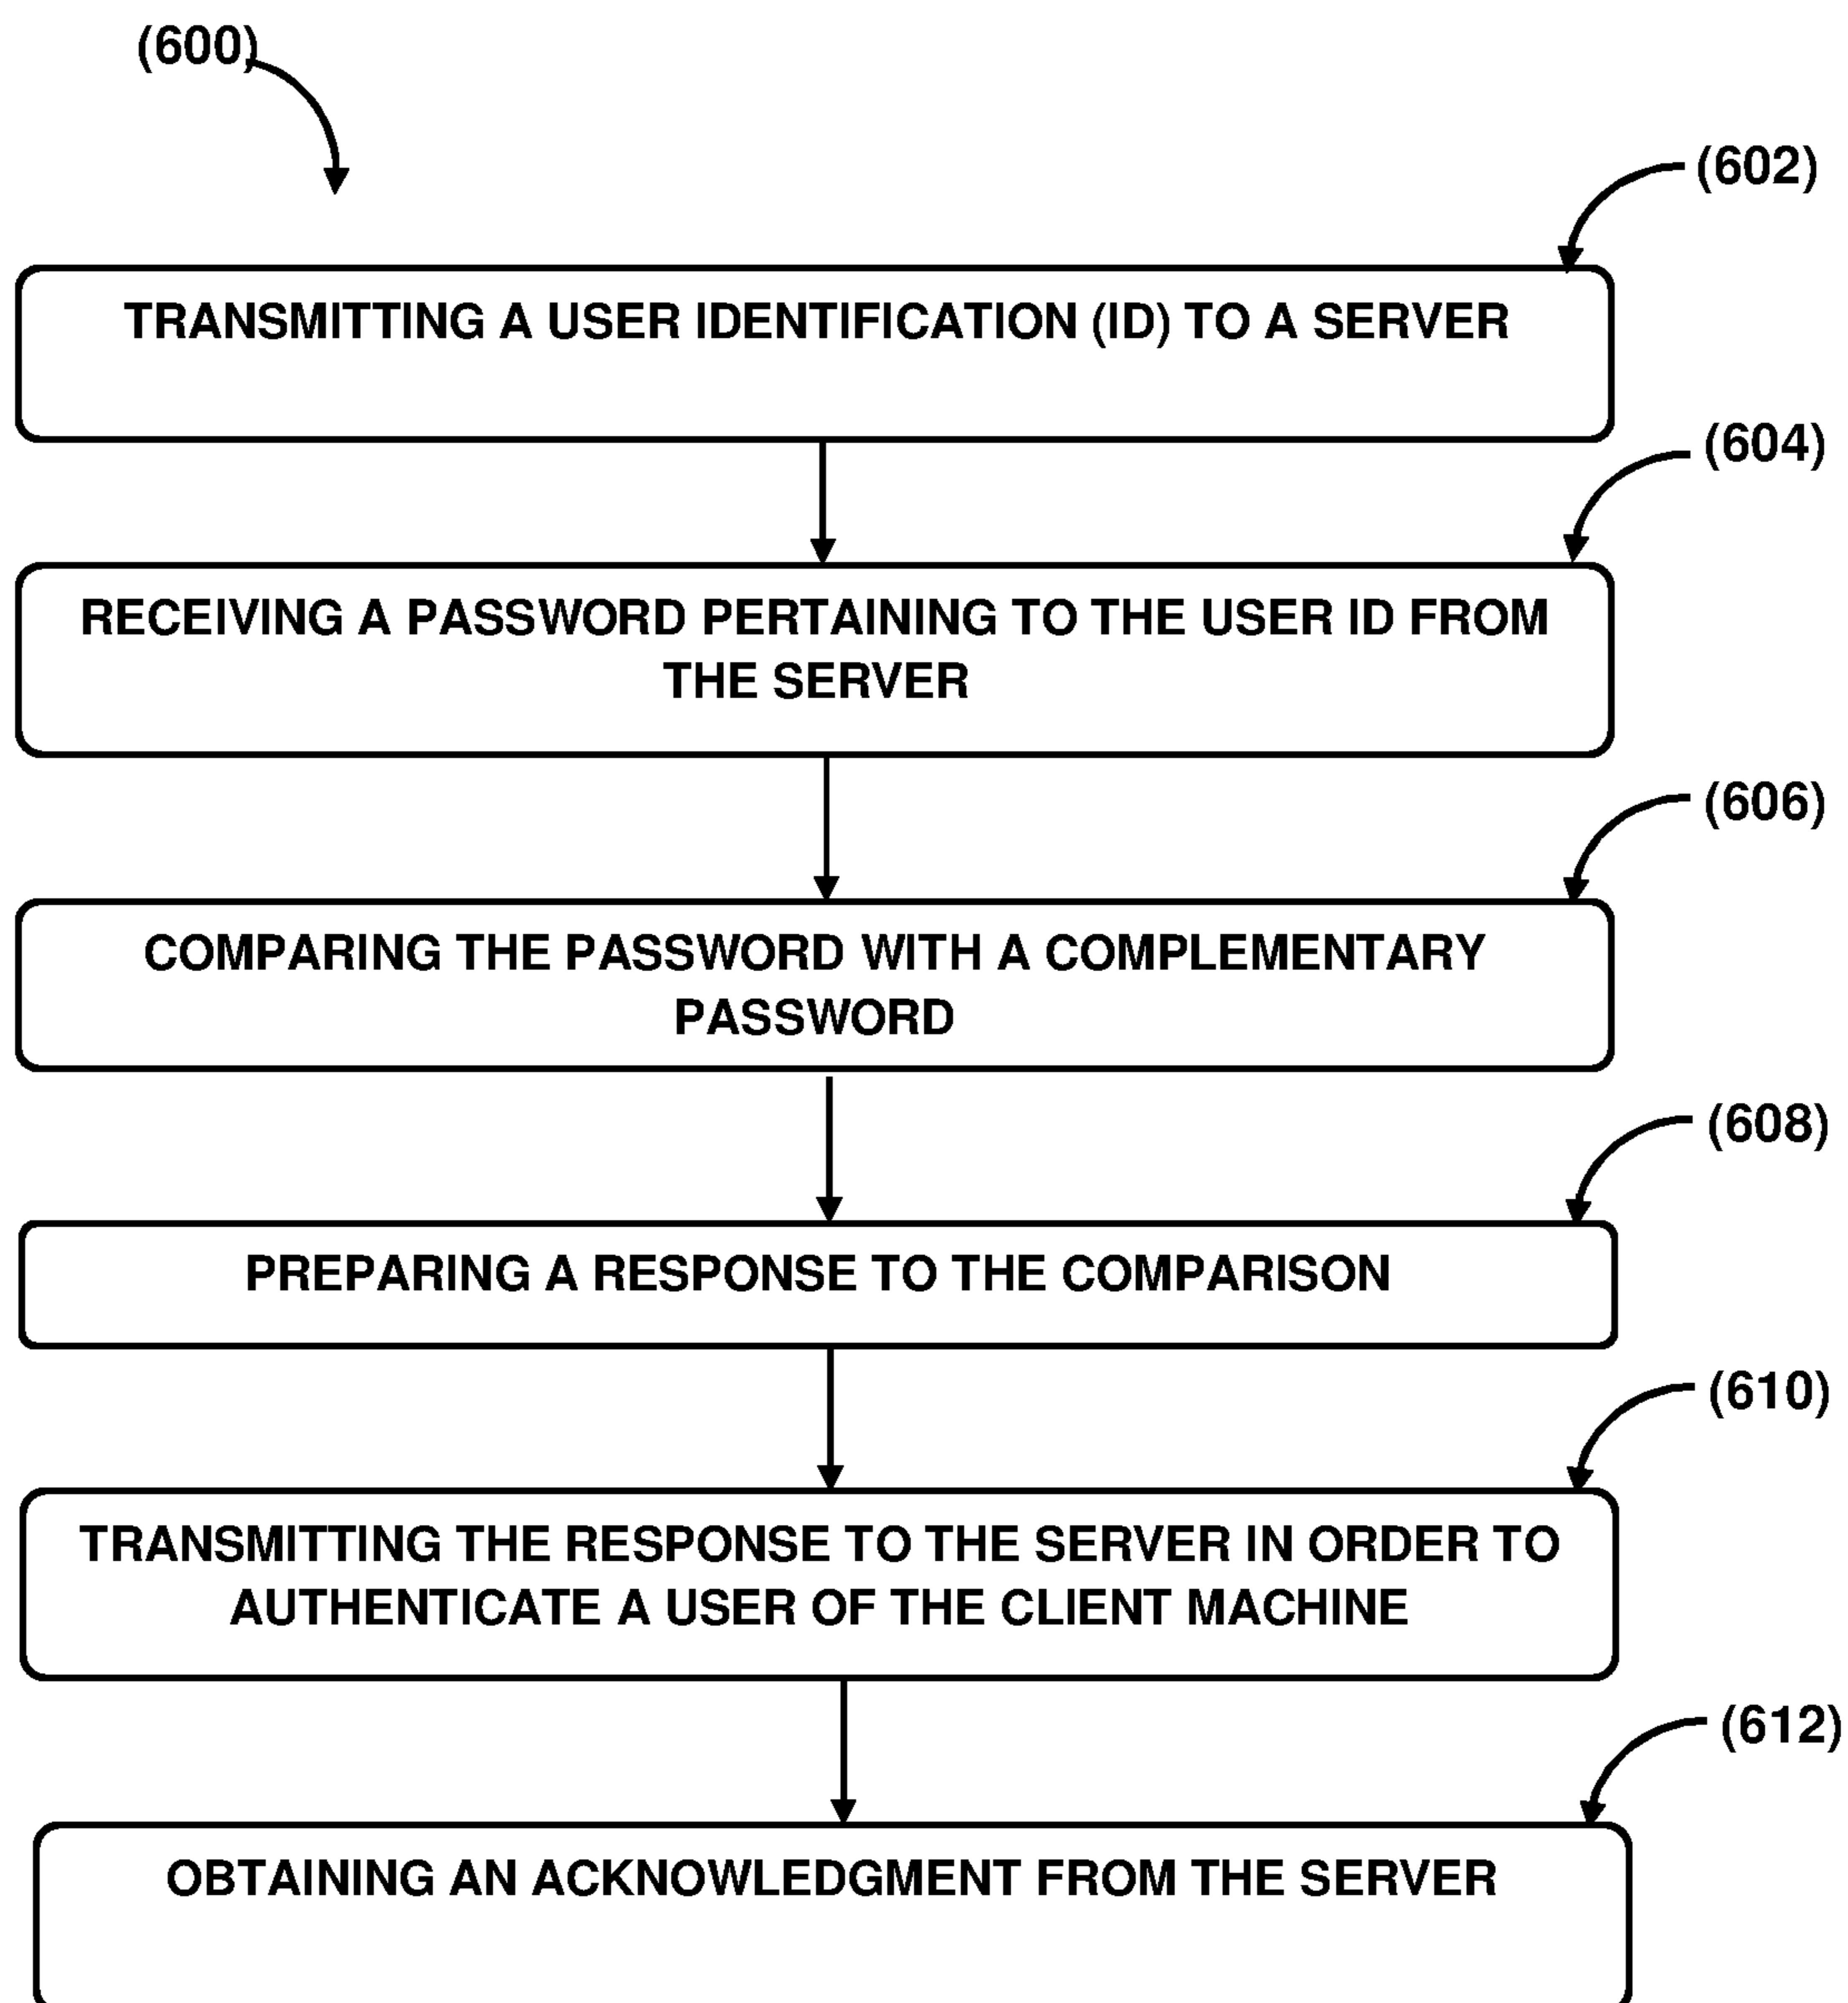 (600)
(602)
TRANSMITTING A USER IDENTIFICATION (ID) TO A SERVER
(604)
RECEIVING A PASSWORD PERTAINING TO THE USER ID FROM
THE SERVER
(606)
COMPARING THE PASSWORD WITH A COMPLEMENTARY
PASSWORD
(608)
PREPARING A RESPONSE TO THE COMPARISON
(610)
TRANSMITTING THE RESPONSE TO THE SERVER IN ORDER TO
AUTHENTICATE A USER OF THE CLIENT MACHINE
(612)
OBTAINING AN ACKNOWLEDGMENT FROM THE SERVER